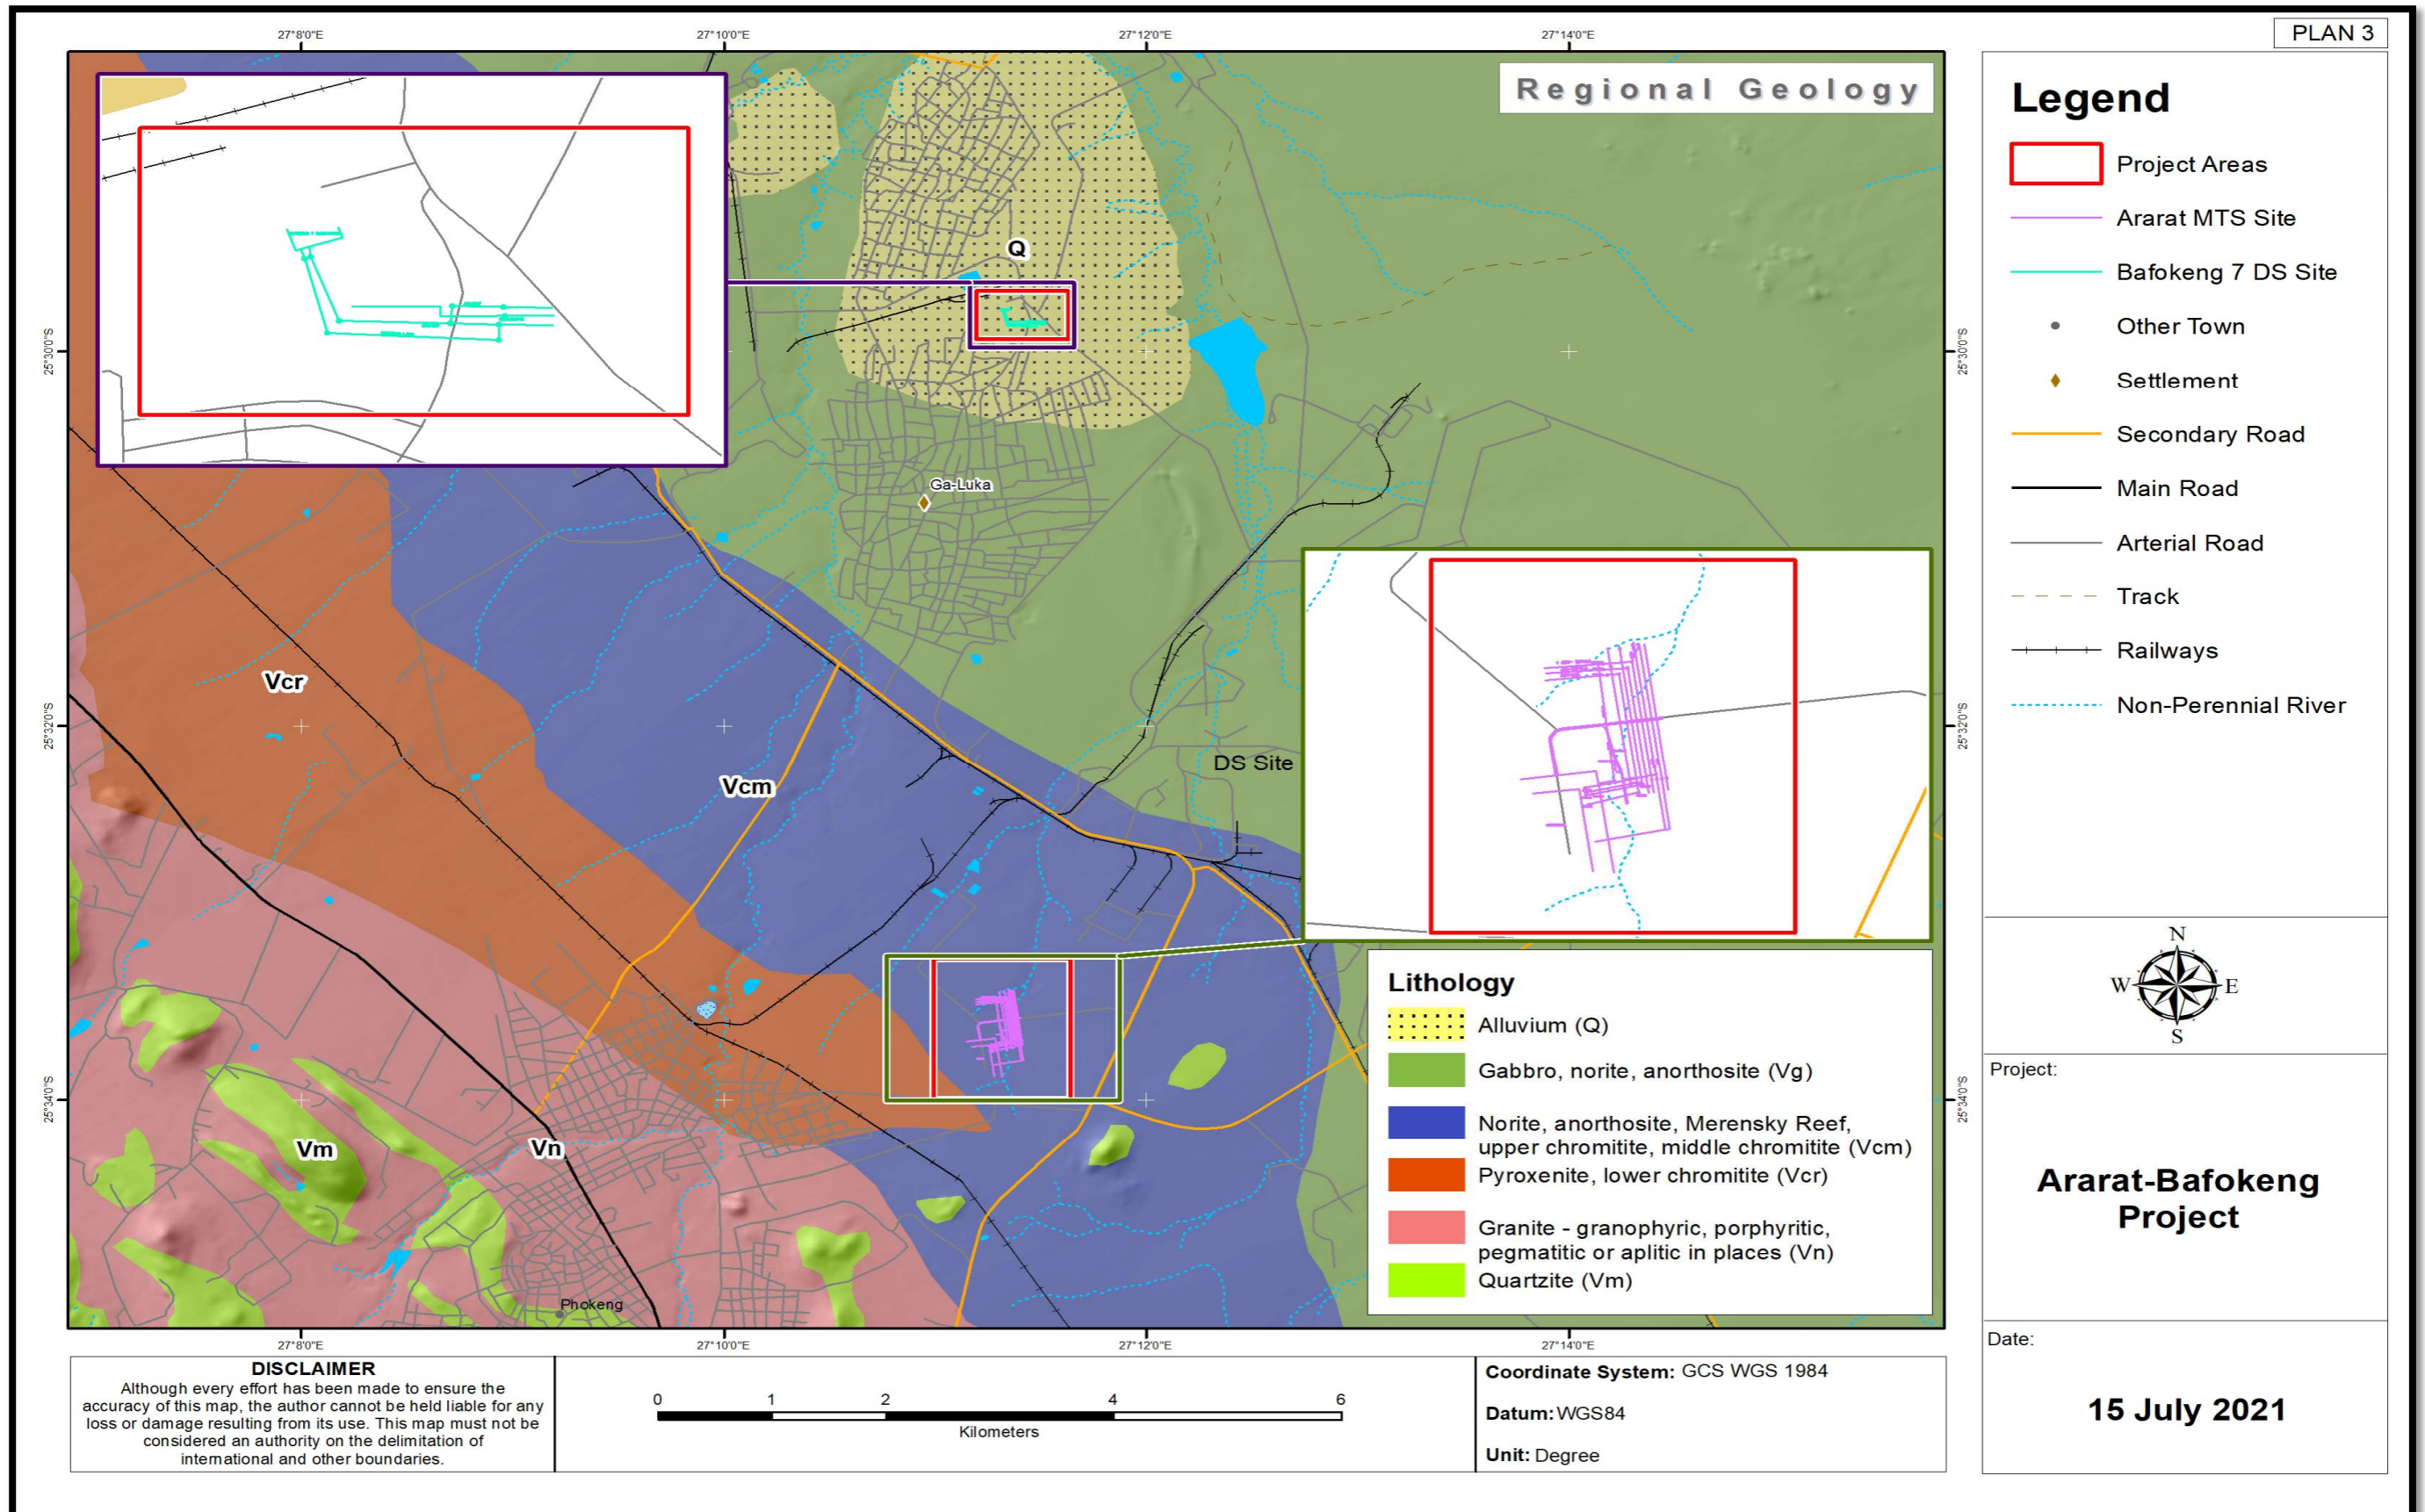 PLAN 3
27°8'0"E
27°10'0"E
27°12'0"E
27°14'0"E
Regional Geology
Q
Ga-Luka
Vcr
Vcm
DS Site
Vm
Vn
Phokeng
25°30'0"S
25°32'0"S
25°34'0"S
25°30'0"S
25°32'0"S
25°34'0"S
27°8'0"E
27°10'0"E
27°12'0"E
27°14'0"E
Lithology
Alluvium (Q)
Gabbro, norite, anorthosite (Vg)
Norite, anorthosite, Merensky Reef,
upper chromitite, middle chromitite (Vcm)
Pyroxenite, lower chromitite (Vcr)
Granite - granophyric, porphyritic,
pegmatitic or aplitic in places (Vn)
Quartzite (Vm)
Legend
Project Areas
Ararat MTS Site
Bafokeng 7 DS Site
Other Town
Settlement
Secondary Road
Main Road
Arterial Road
Track
Railways
Non-Perennial River
N
W
E
S
Project:
Ararat-Bafokeng
Project
Date:
15 July 2021
DISCLAIMER
Although every effort has been made to ensure the
accuracy of this map, the author cannot be held liable for any
loss or damage resulting from its use. This map must not be
considered an authority on the delimitation of
international and other boundaries.
0 1 2 4 6
Kilometers
Coordinate System: GCS WGS 1984
Datum: WGS84
Unit: Degree